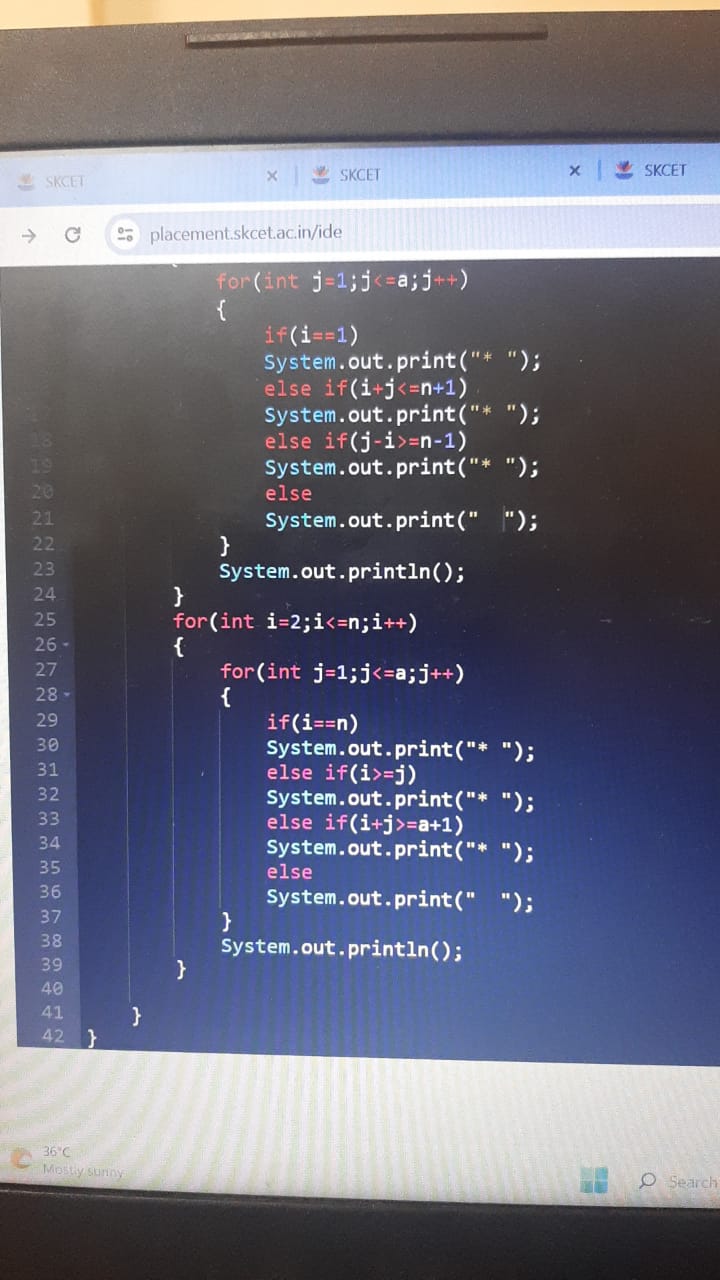 SKCET × SKCET × SKCET
placement.skcet.ac.in/ide
for(int j=1;j<=a;j++)
{
if(i==1)
System.out.print("* ");
else if(i+j<=n+1)
System.out.print("* ");
18 else if(j-i>=n-1)
19 System.out.print("* ");
20 else
21 System.out.print("  ");
22 }
23 System.out.println();
24 }
25 for(int i=2;i<=n;i++)
26 {
27 for(int j=1;j<=a;j++)
28 {
29 if(i==n)
30 System.out.print("* ");
31 else if(i>=j)
32 System.out.print("* ");
33 else if(i+j>=a+1)
34 System.out.print("* ");
35 else
36 System.out.print("  ");
37 }
38 System.out.println();
39 }
40
41 }
42 }
36°C
Mostly sunny
Search